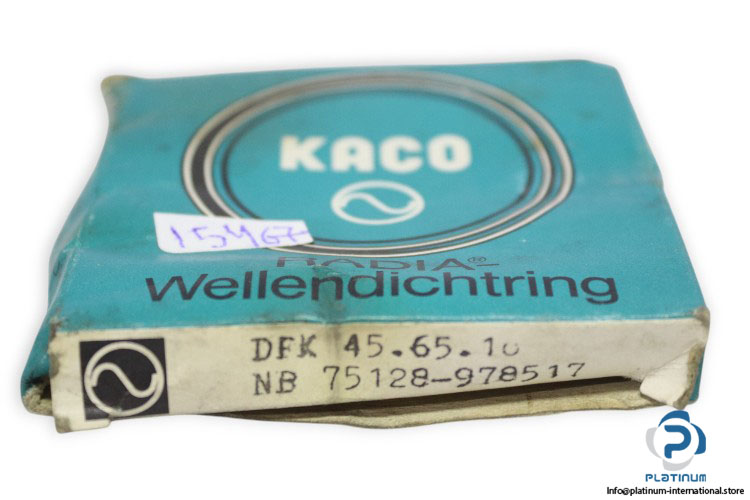 KACO
15467
RADIA®-
Wellendichtring
DFK 45.65.10
NB 75128-978517
PLATINUM
Info@platinum-international.store